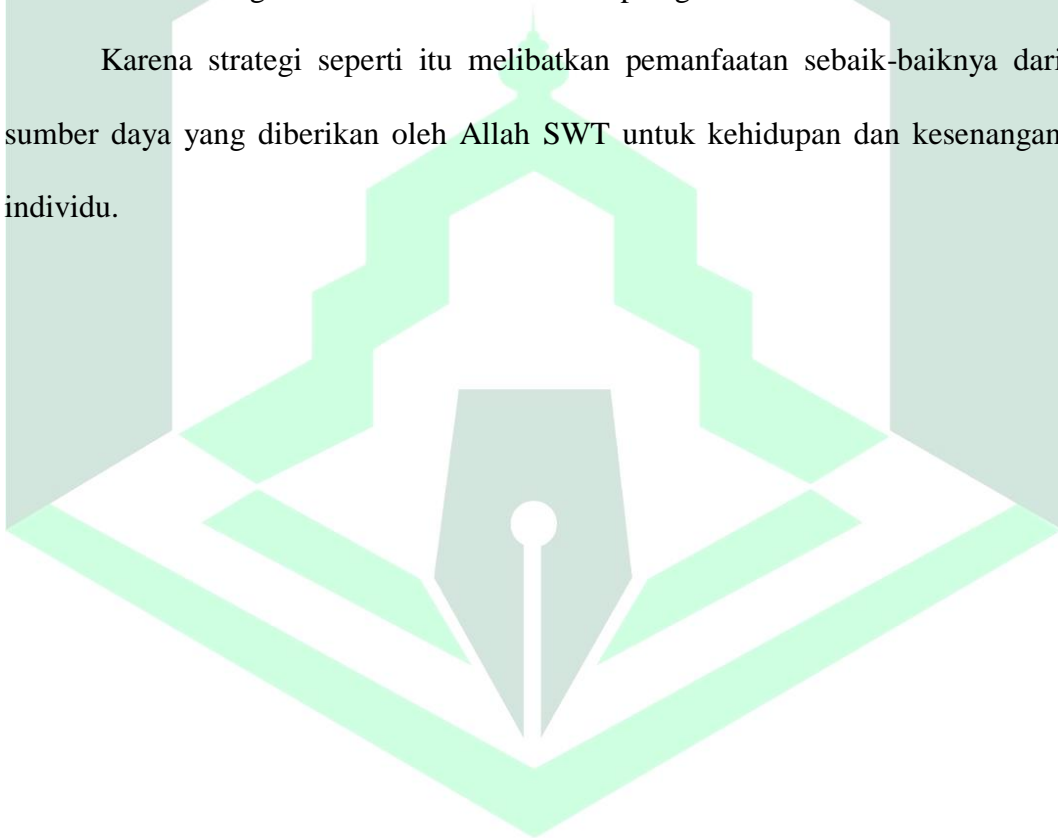 Karena strategi seperti itu melibatkan pemanfaatan sebaik-baiknya dari
sumber daya yang diberikan oleh Allah SWT untuk kehidupan dan kesenangan
individu.